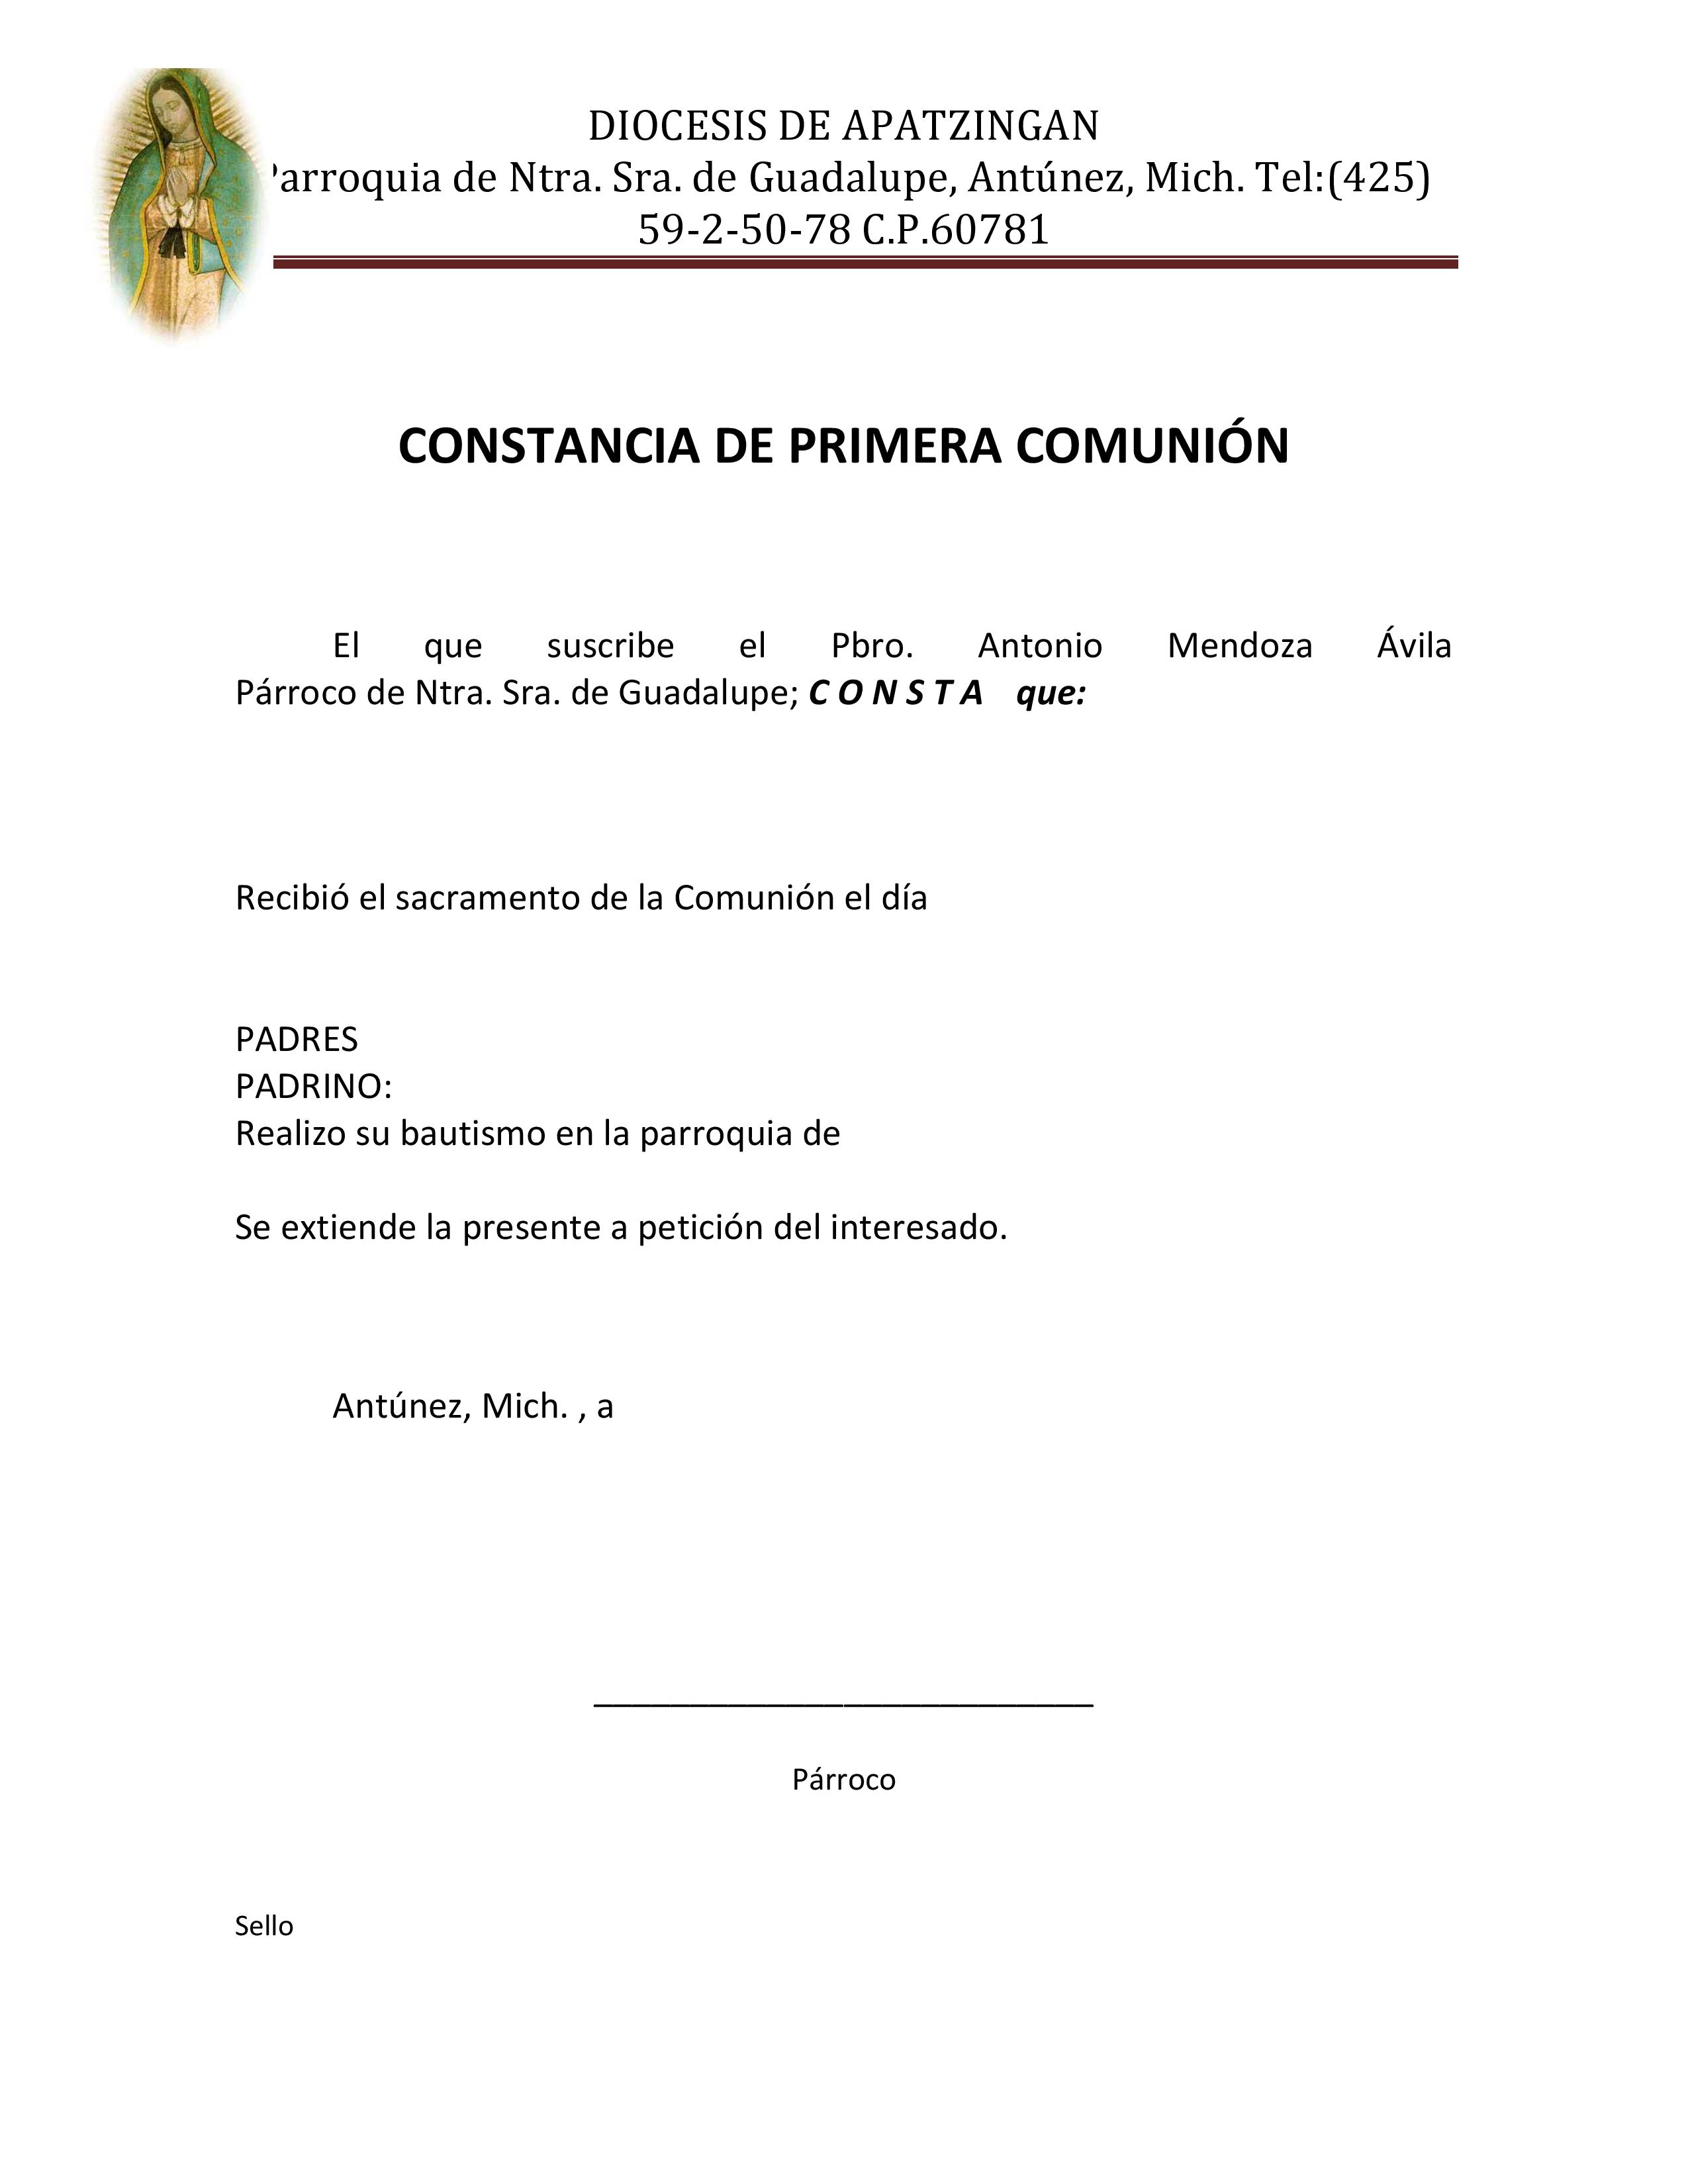 DIOCESIS DE APATZINGAN
Parroquia de Ntra. Sra. de Guadalupe, Antúnez, Mich. Tel:(425)
59-2-50-78 C.P.60781
CONSTANCIA DE PRIMERA COMUNIÓN
El que suscribe el Pbro. Antonio Mendoza Ávila
Párroco de Ntra. Sra. de Guadalupe; C O N S T A que:
Recibió el sacramento de la Comunión el día
PADRES
PADRINO:
Realizo su bautismo en la parroquia de
Se extiende la presente a petición del interesado.
Antúnez, Mich. , a
Párroco
Sello